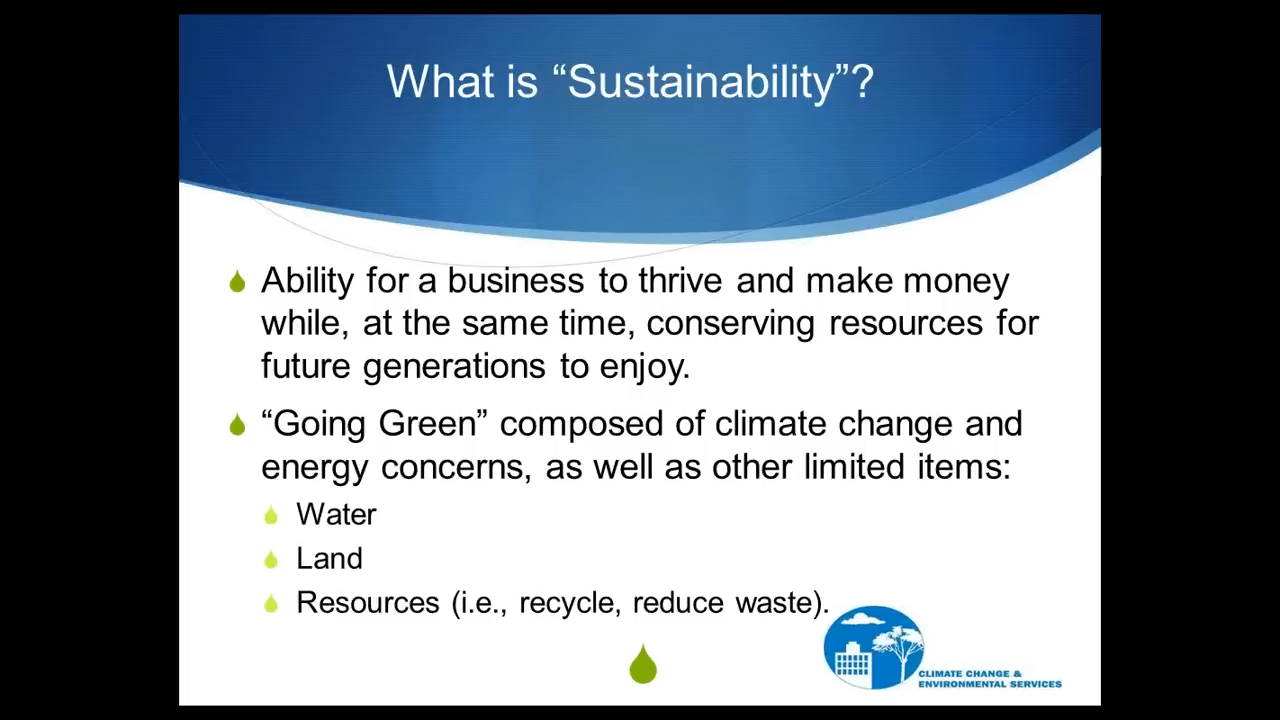 What is “Sustainability”?
Ability for a business to thrive and make money
while, at the same time, conserving resources for
future generations to enjoy.
“Going Green” composed of climate change and
energy concerns, as well as other limited items:
Water
Land
Resources (i.e., recycle, reduce waste).
CLIMATE CHANGE &
ENVIRONMENTAL SERVICES